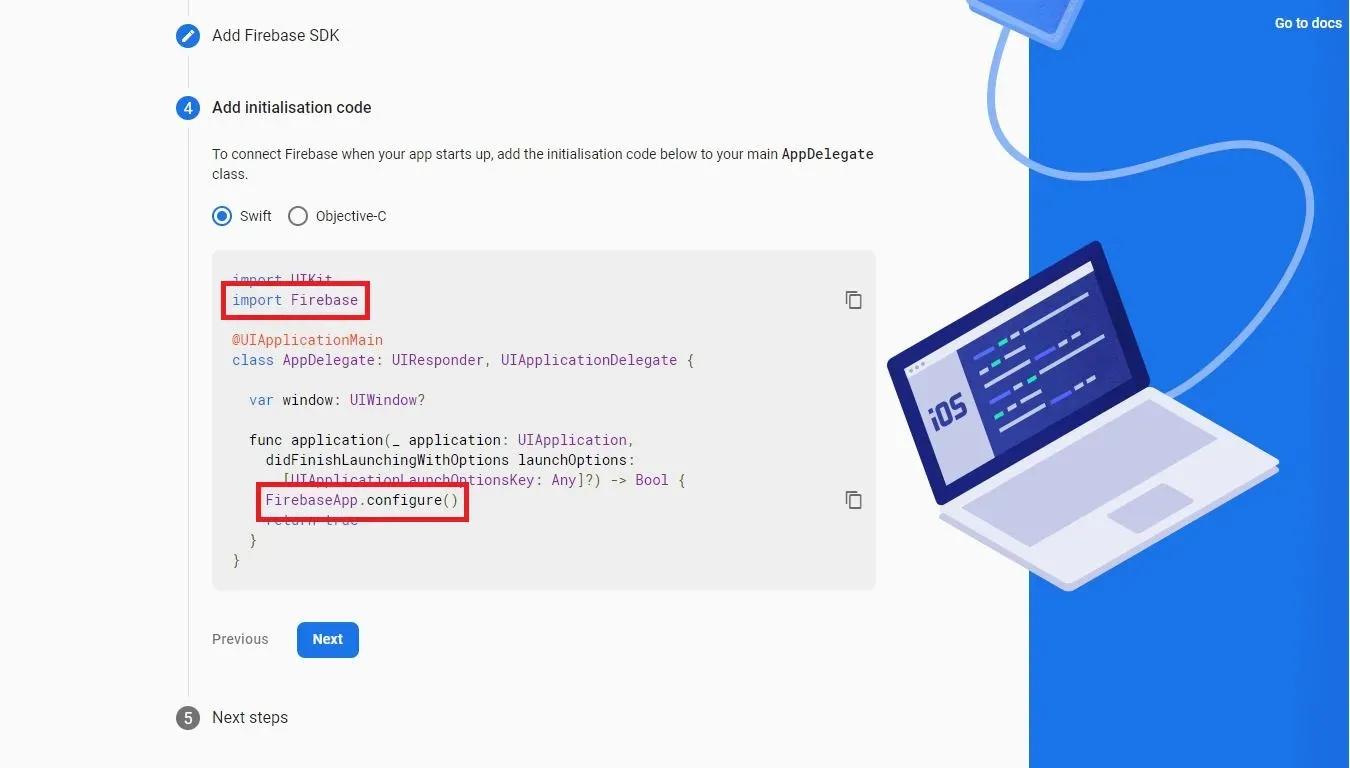 Go to docs
Add Firebase SDK
4 Add initialisation code
To connect Firebase when your app starts up, add the initialisation code below to your main AppDelegate
class.
Swift Objective-C
import UIKit
import Firebase
@UIApplicationMain
class AppDelegate: UIResponder, UIApplicationDelegate {
var window: UIWindow?
func application(_ application: UIApplication,
didFinishLaunchingWithOptions launchOptions:
[UIApplicationLaunchOptionsKey: Any]?) -> Bool {
FirebaseApp.configure()
return true
}
}
iOS
Previous Next
5 Next steps